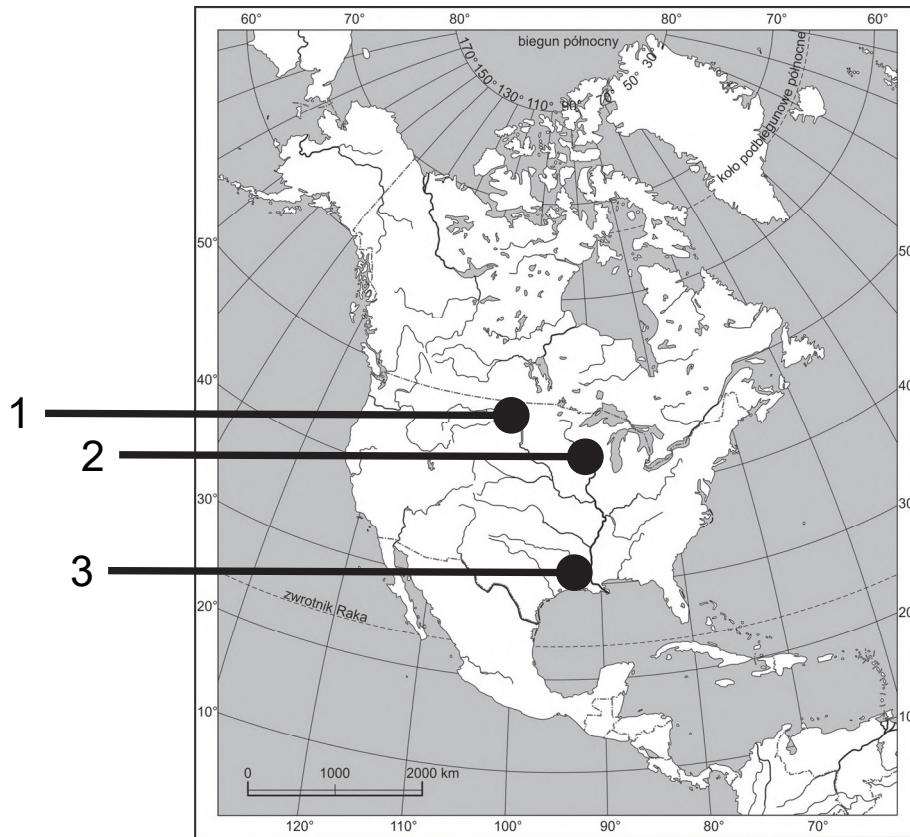 60° 70° 80° 80° 70° 60°
biegun północny
170° 150° 130° 110° 90° 70° 50° 30°
koło podbiegunowe północne
50° 50°
40° 40°
1
2
30° 30°
3
zwrotnik Raka
20° 20°
10° 10°
0 1000 2000 km
120° 110° 100° 90° 80° 70°